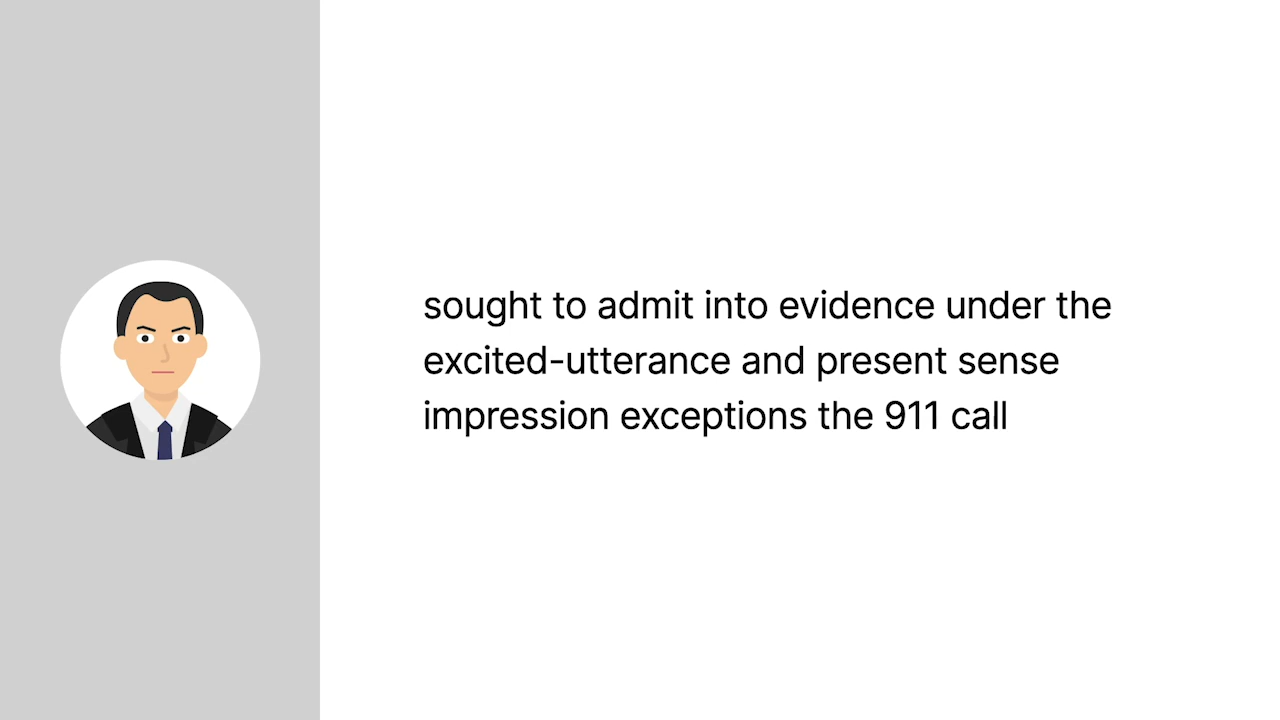 sought to admit into evidence under the
excited-utterance and present sense
impression exceptions the 911 call